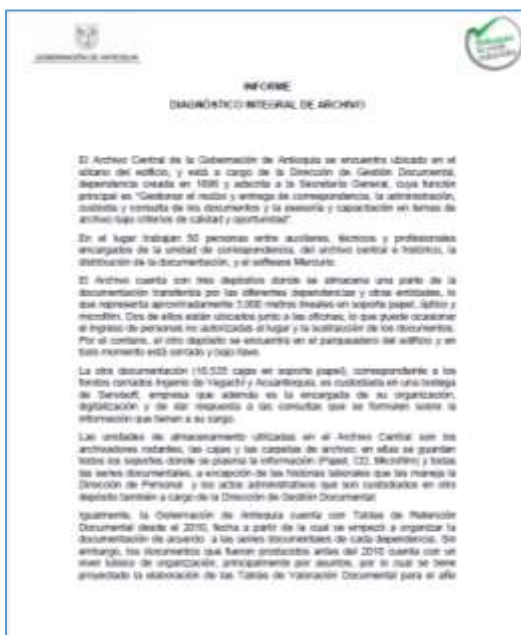 GOBERNACIÓN DE ANTIOQUIA
INFORME
DIAGNÓSTICO INTEGRAL DE ARCHIVO
El Archivo Central de la Gobernación de Antioquia se encuentra ubicado en el
sótano del edificio, y está a cargo de la Dirección de Gestión Documental,
dependencia creada en y adscrita a la Secretaría General, cuya función
principal es "Gestionar el recibo y entrega de correspondencia, la administración,
custodia y consulta de los documentos y la asesoría y capacitación en temas de
archivo bajo criterios de calidad y oportunidad"
En el lugar trabajan 50 personas entre auxiliares, técnicos y profesionales
encargados de la unidad de correspondencia, del archivo central e histórico, la
distribución de la documentación, y el software Mercurio.
El Archivo cuenta con tres depósitos donde se almacena una parte de la
documentación transferida por las diferentes dependencias y otras entidades, lo
que representa aproximadamente 3.000 metros lineales en soporte papel, y
microfilm. Dos de ellos están ubicados junto a las oficinas, lo que puede ocasionar
el ingreso de personas no autorizadas al lugar y la sustracción de los documentos.
Por el contrario, el otro depósito se encuentra en el parqueadero del edificio y en
todo momento está cerrado y bajo llave.
La otra documentación (16.535 cajas en soporte papel), correspondiente a los
fondos cerrados Ingenio de Vegachí y Acuantioquia, es custodiada en una bodega
de Servisoft, empresa que además es la encargada de su organización,
digitalización y de dar respuesta a las consultas que se formulen sobre la
información que tienen a su cargo.
Las unidades de almacenamiento utilizadas en el Archivo Central son los
archivadores rodantes, las cajas y las carpetas de archivo, en ellas se guardan
todos los soportes donde se plasma la información (Papel, CD, Microfilm) y todas
las series documentales, a excepción de las historias laborales que las maneja la
Dirección de Personal y los actos administrativos que son custodiados en otro
depósito también a cargo de la Dirección de Gestión Documental.
Igualmente, la Gobernación de Antioquia cuenta con Tablas de Retención
Documental desde el 2010, fecha a partir de la cual se empezó a organizar la
documentación de acuerdo a las series documentales de cada dependencia. Sin
embargo, los documentos que fueron producidos antes del 2010 cuenta con un
nivel básico de organización, principalmente por asuntos, por lo cual se tiene
proyectado la elaboración de las Tablas de Valoración Documental para el año